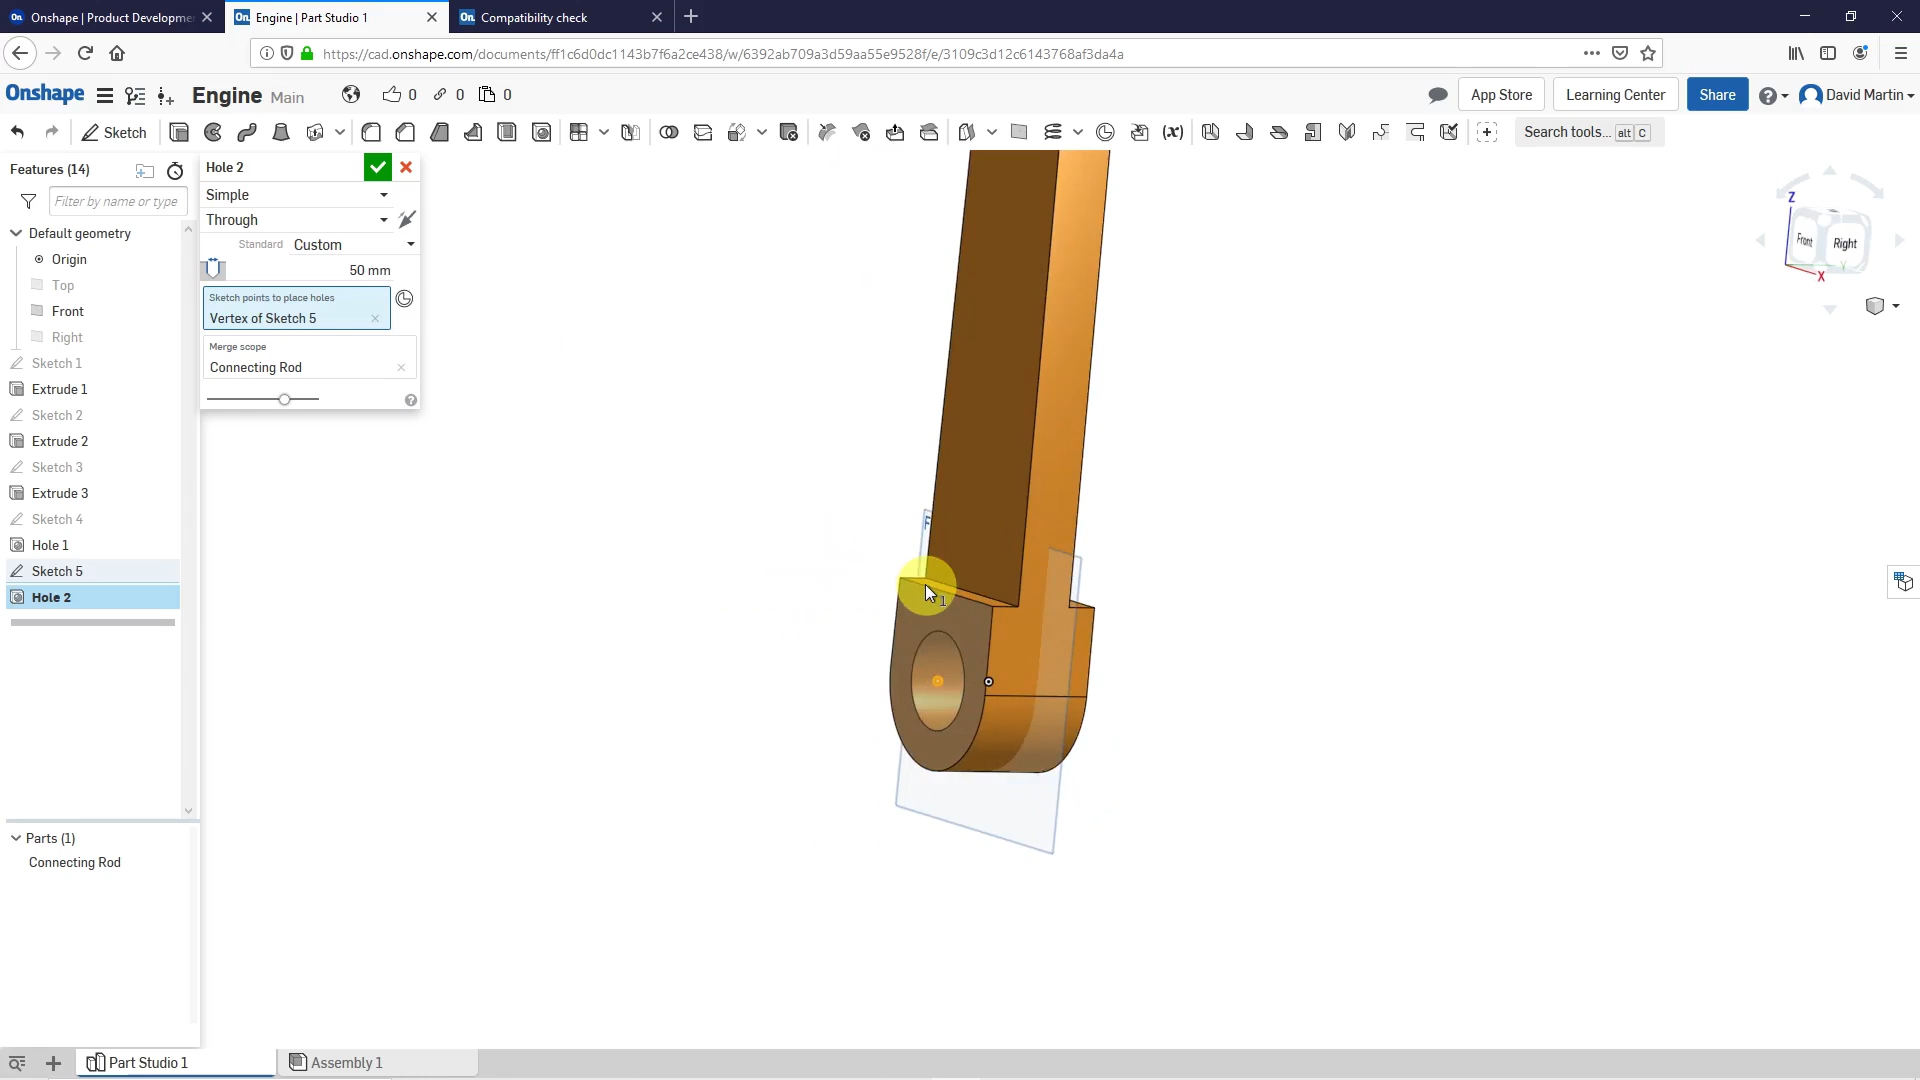 Onshape | Product Developme
Engine | Part Studio 1
Compatibility check
https://cad.onshape.com/documents/ff1c6d0dc1143b7f6a2ce438/w/6392ab709a3d59aa55e9528f/e/3109c3d12c6143768af3da4a
Onshape
Engine Main
0
0
0
App Store
Learning Center
Share
David Martin
Sketch
Search tools... alt C
Features (14)
Filter by name or type
Default geometry
Origin
Top
Front
Right
Sketch 1
Extrude 1
Sketch 2
Extrude 2
Sketch 3
Extrude 3
Sketch 4
Hole 1
Sketch 5
Hole 2
Hole 2
Simple
Through
Standard Custom
50 mm
Sketch points to place holes
Vertex of Sketch 5
Merge scope
Connecting Rod
F
1
Z
Front
Right
Y
X
Parts (1)
Connecting Rod
Part Studio 1
Assembly 1